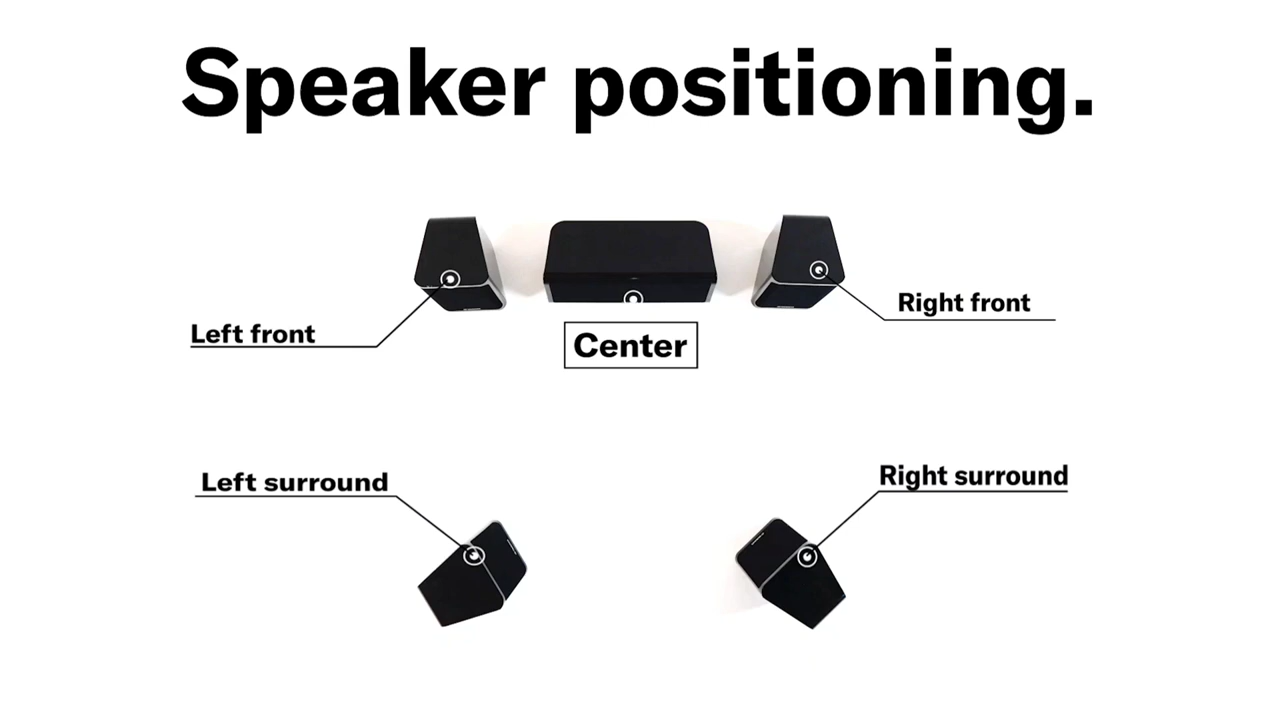 Speaker positioning.
Left front
Center
Right front
Left surround
Right surround